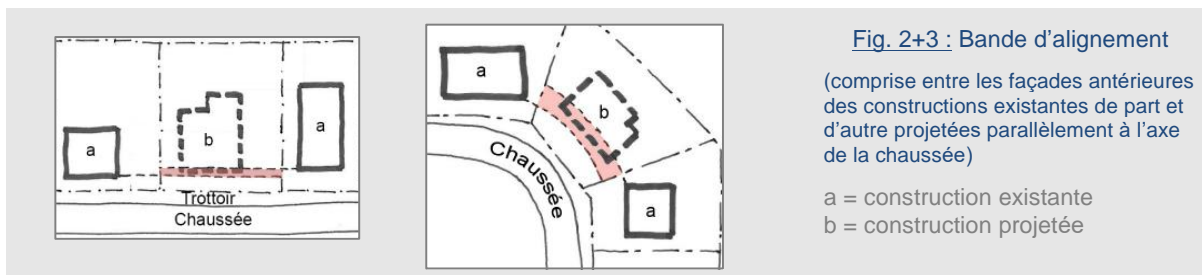 a
b
a
Trottoir
Chaussée
a
b
a
Chaussée
Fig. 2+3 : Bande d’alignement
(comprise entre les façades antérieures
des constructions existantes de part et
d’autre projetées parallèlement à l’axe
de la chaussée)
a = construction existante
b = construction projetée